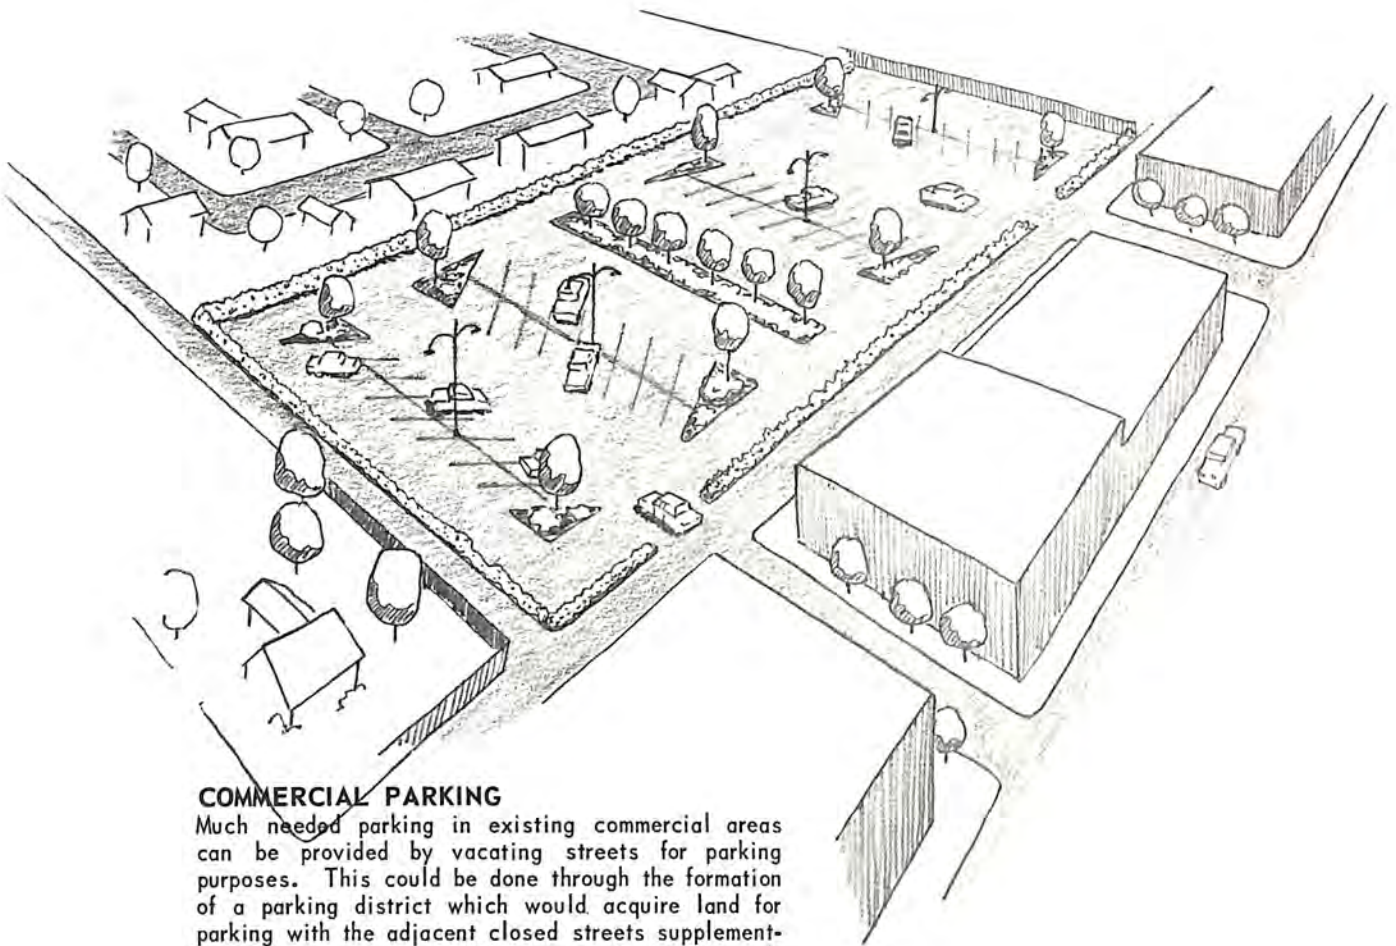 COMMERCIAL PARKING
Much needed parking in existing commercial areas
can be provided by vacating streets for parking
purposes. This could be done through the formation
of a parking district which would acquire land for
parking with the adjacent closed streets supplement-